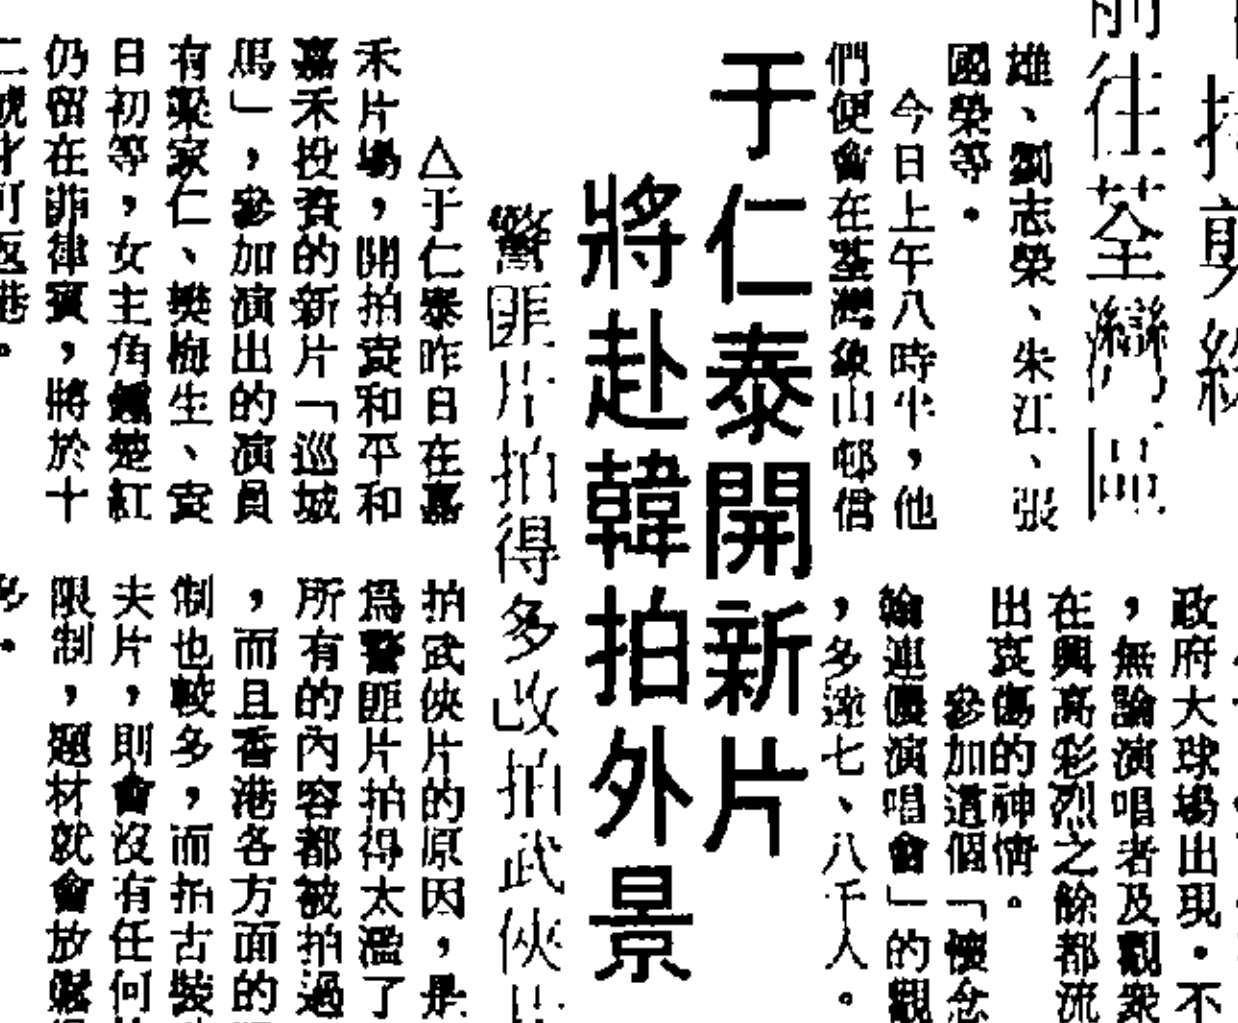 前往荃灣區
雄、劉志榮、朱江、張
國榮等。
今日上午八時半，他
們便會在荃灣象山邨信
政府大球場出現。不
，無論演唱者及觀衆
在興高彩烈之餘都流
出哀傷的神情。
參加這個「懷念
翰連儂演唱會」的觀
，多達七、八千人。
于仁泰開新片
將赴韓拍外景
警匪片拍得多改拍武俠片
△于仁泰昨日在嘉
禾片場，開拍袁和平和
嘉禾投資的新片「巡城
馬」，參加演出的演員
有梁家仁、樊梅生、袁
日初等，女主角鍾楚紅
仍留在菲律賓，將於十
二號才可返港。
拍武俠片的原因，是
爲警匪片拍得太濫了
所有的內容都被拍過
，而且香港各方面的
制也較多，而拍古裝
夫片，則會沒有任何
限制，題材就會放
多。